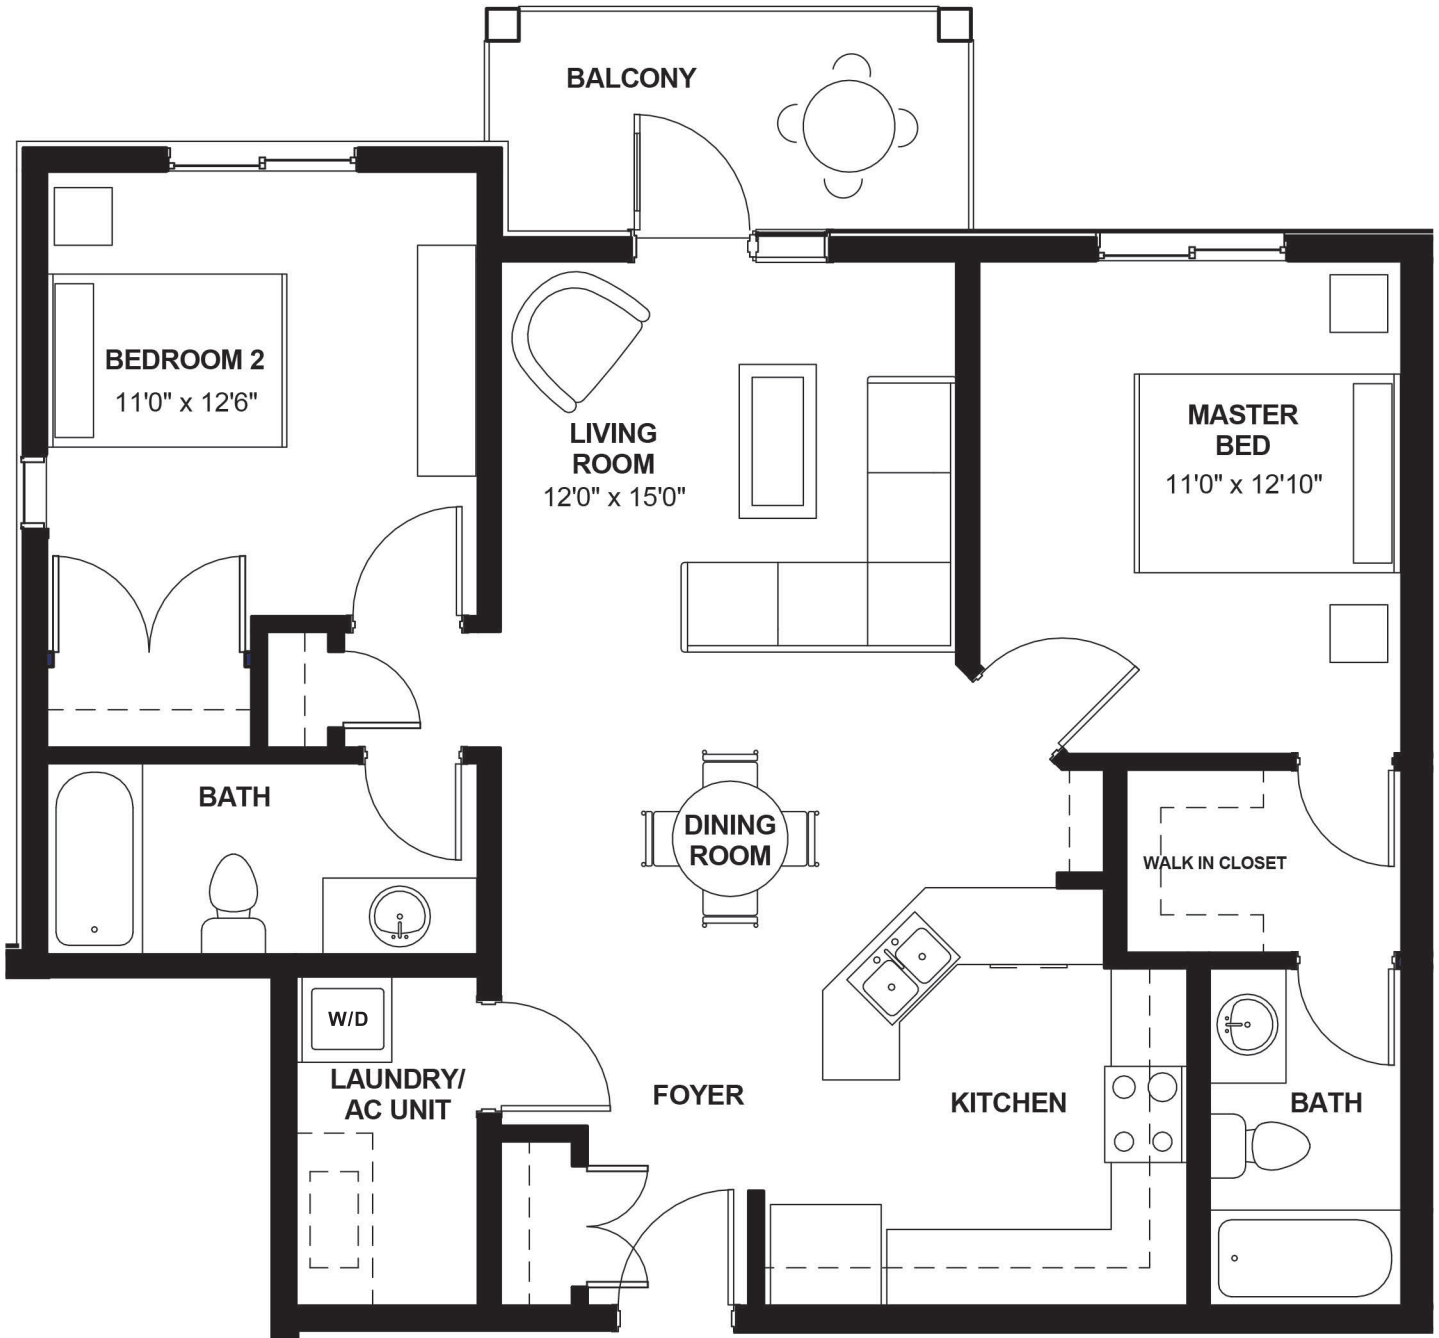 BALCONY
BEDROOM 2
11'0" x 12'6"
LIVING
ROOM
12'0" x 15'0"
MASTER
BED
11'0" x 12'10"
BATH
DINING
ROOM
WALK IN CLOSET
W/D
LAUNDRY/
AC UNIT
FOYER
KITCHEN
BATH